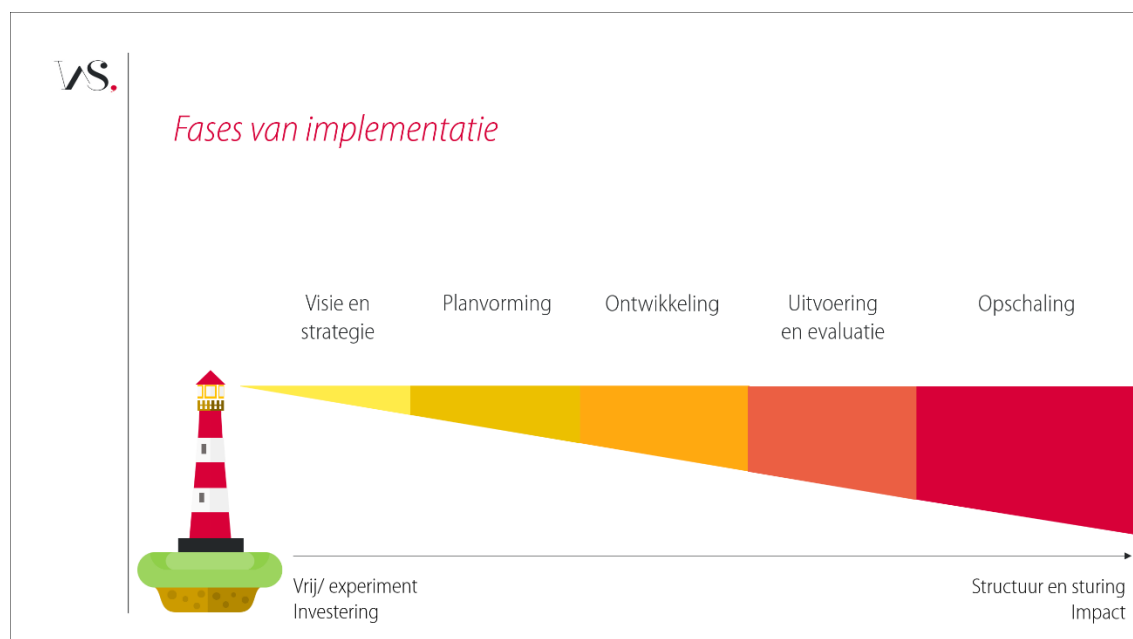 VS.
Fases van implementatie
Visie en
strategie
Planvorming
Ontwikkeling
Uitvoering
en evaluatie
Opschaling
Vrij/ experiment
Investering
Structuur en sturing
Impact